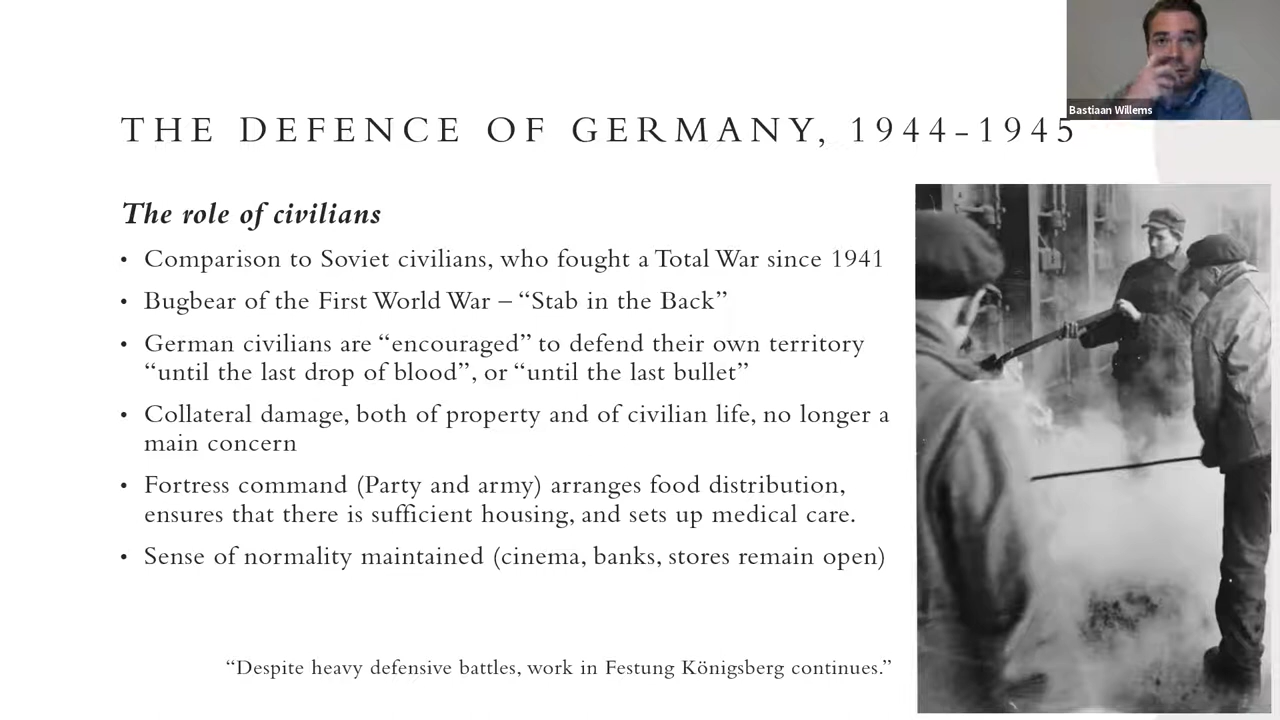 Bastiaan Willems
THE DEFENCE OF GERMANY, 1944–1945
The role of civilians
• Comparison to Soviet civilians, who fought a Total War since 1941
• Bugbear of the First World War – “Stab in the Back”
• German civilians are “encouraged” to defend their own territory
“until the last drop of blood”, or “until the last bullet”
• Collateral damage, both of property and of civilian life, no longer a
main concern
• Fortress command (Party and army) arranges food distribution,
ensures that there is sufficient housing, and sets up medical care.
• Sense of normality maintained (cinema, banks, stores remain open)
“Despite heavy defensive battles, work in Festung Königsberg continues.”